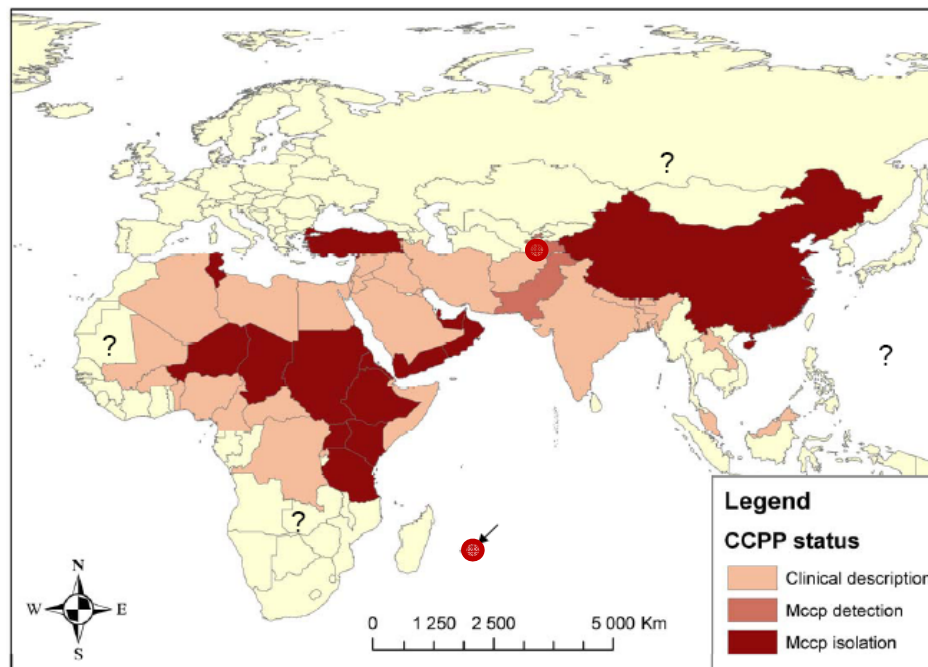 ?
?
?
?
N
W E
S
0 1 250 2 500 5 000 Km
Legend
CCPP status
Clinical description
Mccp detection
Mccp isolation